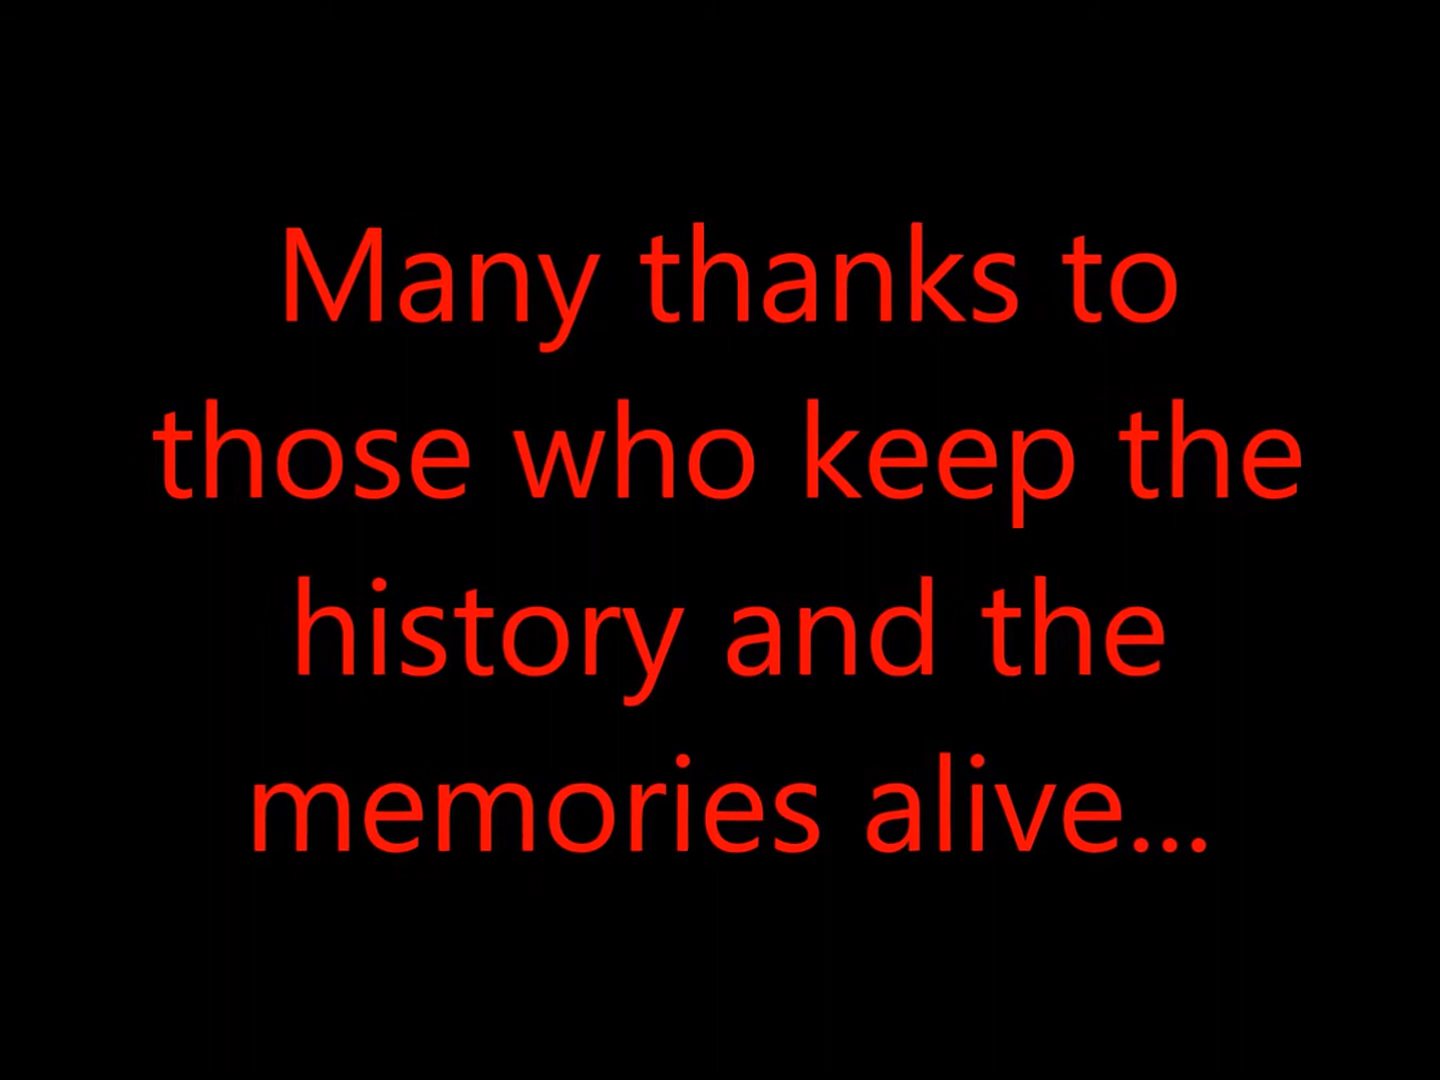 Many thanks to
those who keep the
history and the
memories alive...